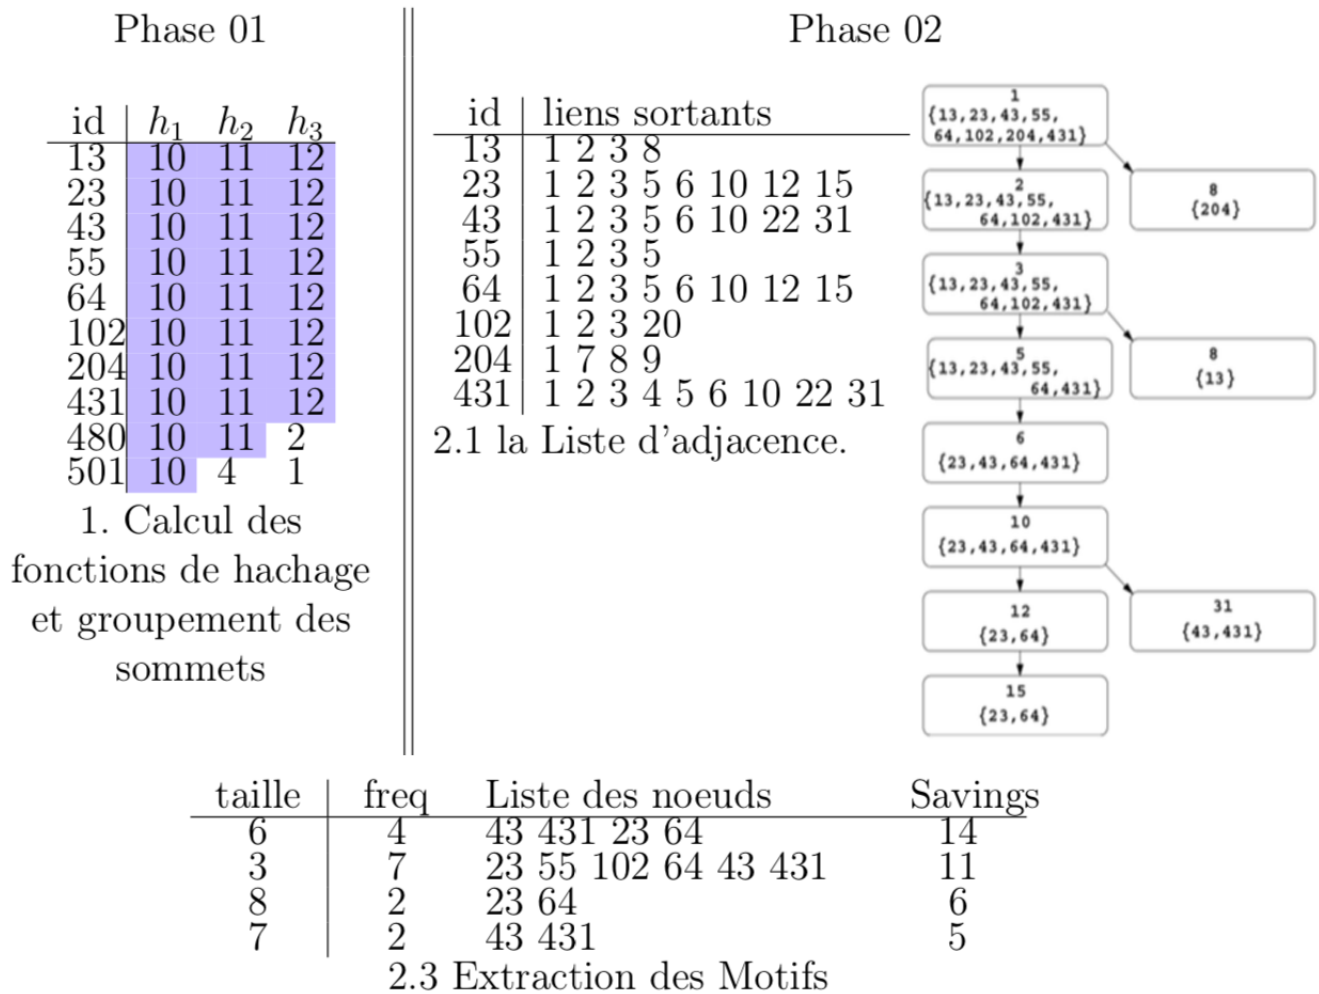 Phase 01
id h1 h2 h3
13 10 11 12
23 10 11 12
43 10 11 12
55 10 11 12
64 10 11 12
102 10 11 12
204 10 11 12
431 10 11 12
480 10 11 2
501 10 4 1
1. Calcul des
fonctions de hachage
et groupement des
sommets
Phase 02
id liens sortants
13 1 2 3 8
23 1 2 3 5 6 10 12 15
43 1 2 3 5 6 10 22 31
55 1 2 3 5
64 1 2 3 5 6 10 12 15
102 1 2 3 20
204 1 7 8 9
431 1 2 3 4 5 6 10 22 31
2.1 la Liste d'adjacence.
1
{13,23,43,55,
64,102,204,431}
2
{13,23,43,55,
64,102,431}
8
{204}
3
{13,23,43,55,
64,102,431}
5
{13,23,43,55,
64,431}
8
{13}
6
{23,43,64,431}
10
{23,43,64,431}
12
{23,64}
31
{43,431}
15
{23,64}
taille freq Liste des noeuds Savings
6 4 43 431 23 64 14
3 7 23 55 102 64 43 431 11
8 2 23 64 6
7 2 43 431 5
2.3 Extraction des Motifs